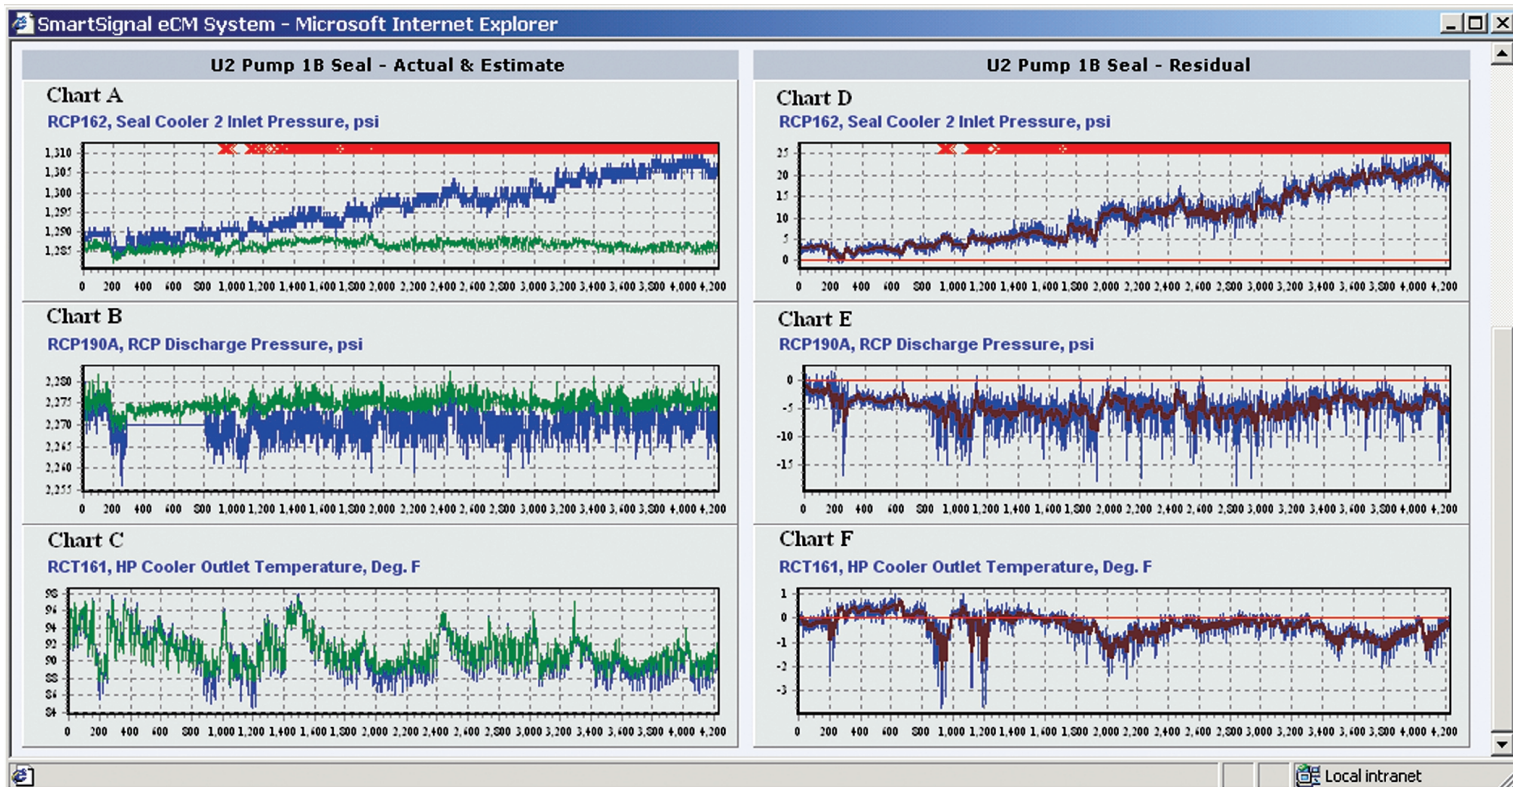 SmartSignal eCM System - Microsoft Internet Explorer
U2 Pump 1B Seal - Actual & Estimate
Chart A
RCP162, Seal Cooler 2 Inlet Pressure, psi
1,310
1,305
1,300
1,295
1,290
1,285
0 200 400 600 800 1,000 1,200 1,400 1,600 1,800 2,000 2,200 2,400 2,600 2,800 3,000 3,200 3,400 3,600 3,800 4,000 4,200
Chart B
RCP190A, RCP Discharge Pressure, psi
2,280
2,275
2,270
2,265
2,260
2,255
0 200 400 600 800 1,000 1,200 1,400 1,600 1,800 2,000 2,200 2,400 2,600 2,800 3,000 3,200 3,400 3,600 3,800 4,000 4,200
Chart C
RCT161, HP Cooler Outlet Temperature, Deg. F
98
96
94
92
90
88
86
84
0 200 400 600 800 1,000 1,200 1,400 1,600 1,800 2,000 2,200 2,400 2,600 2,800 3,000 3,200 3,400 3,600 3,800 4,000 4,200
U2 Pump 1B Seal - Residual
Chart D
RCP162, Seal Cooler 2 Inlet Pressure, psi
25
20
15
10
5
0
0 200 400 600 800 1,000 1,200 1,400 1,600 1,800 2,000 2,200 2,400 2,600 2,800 3,000 3,200 3,400 3,600 3,800 4,000 4,200
Chart E
RCP190A, RCP Discharge Pressure, psi
0
-5
-10
-15
0 200 400 600 800 1,000 1,200 1,400 1,600 1,800 2,000 2,200 2,400 2,600 2,800 3,000 3,200 3,400 3,600 3,800 4,000 4,200
Chart F
RCT161, HP Cooler Outlet Temperature, Deg. F
1
0
-1
-2
-3
0 200 400 600 800 1,000 1,200 1,400 1,600 1,800 2,000 2,200 2,400 2,600 2,800 3,000 3,200 3,400 3,600 3,800 4,000 4,200
Local intranet